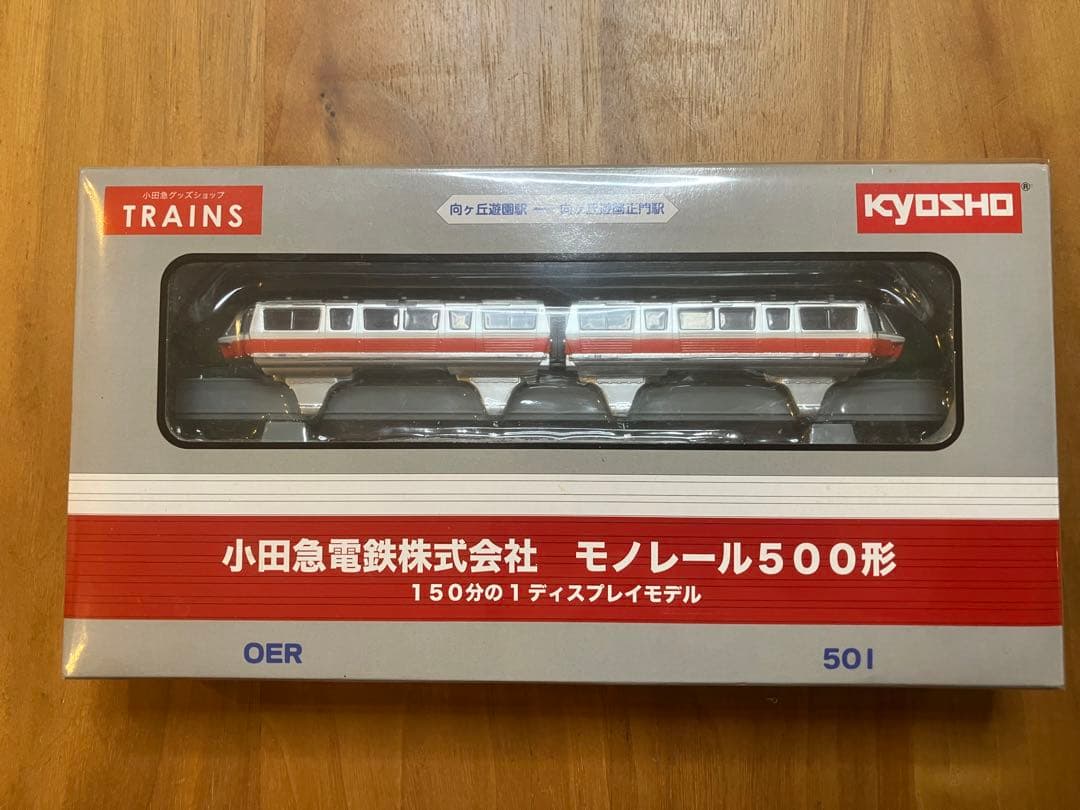 小田急グッズショップ
TRAINS
向ヶ丘遊園駅 ― 向ヶ丘遊園正門駅
KYOSHO®
小田急電鉄株式会社 モノレール500形
150分の1ディスプレイモデル
OER
501